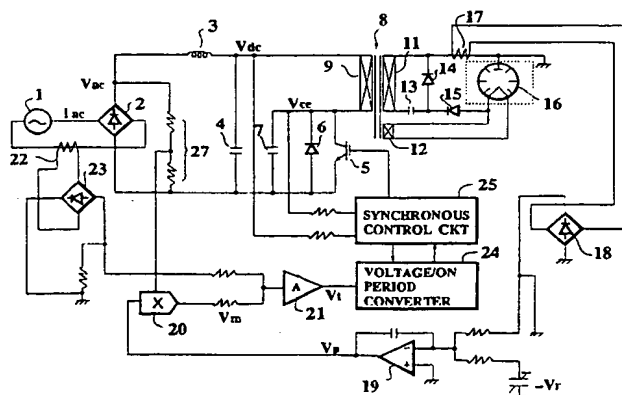 3
Vdc
8
17
Vac
9
11
14
1
2
I ac
13
15
16
Vce
4
7
6
5
12
22
27
23
25
SYNCHRONOUS
CONTROL CKT
18
24
VOLTAGE/ON
PERIOD
CONVERTER
A
Vt
21
X
20
Vm
Vp
19
-
+
-Vr